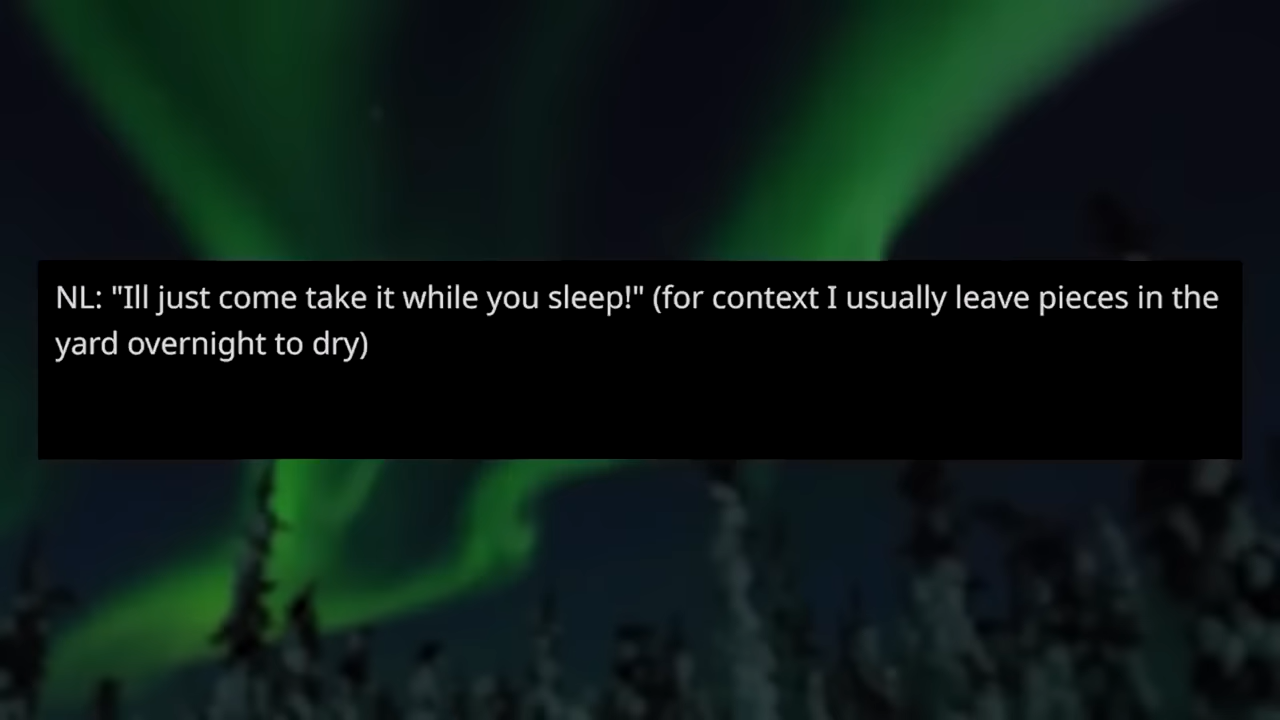 NL: "Ill just come take it while you sleep!" (for context I usually leave pieces in the
yard overnight to dry)